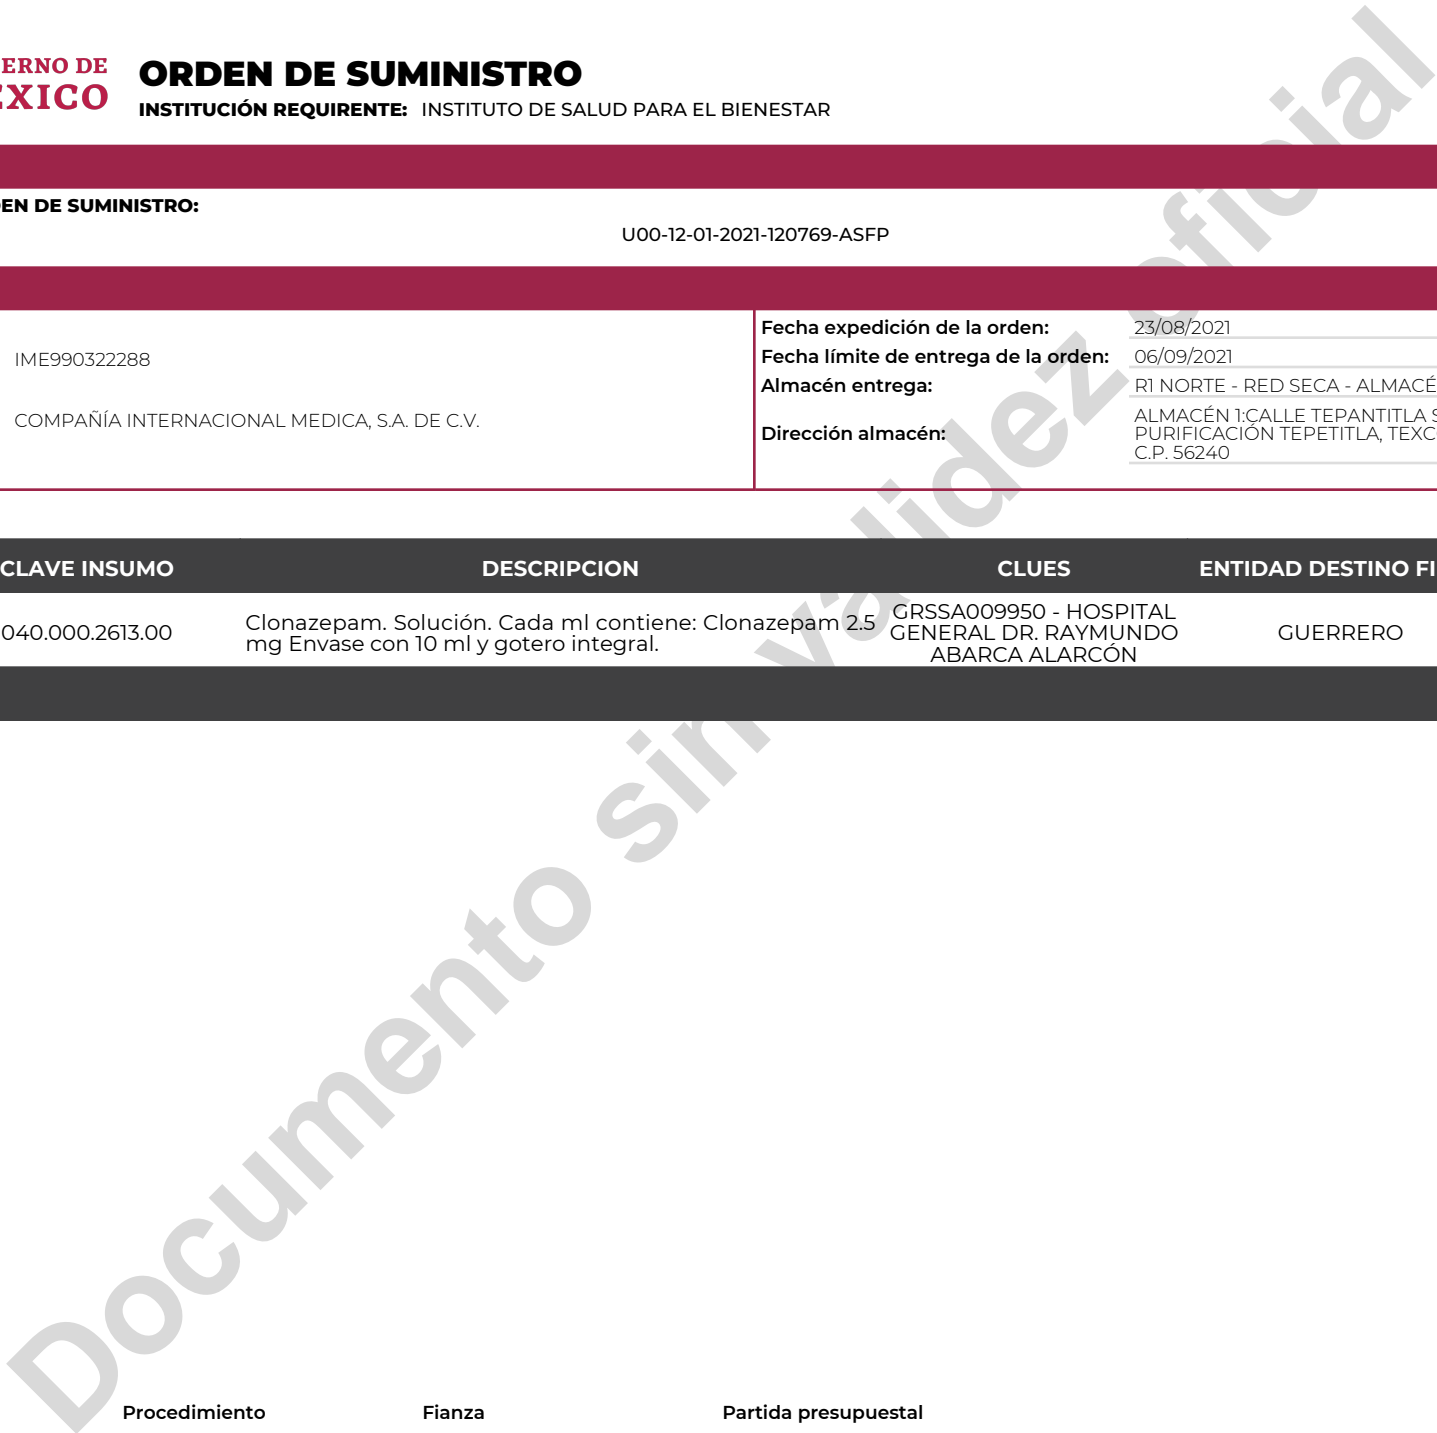 ERNO DE
ÉXICO
ORDEN DE SUMINISTRO
INSTITUCIÓN REQUIRENTE: INSTITUTO DE SALUD PARA EL BIENESTAR
EN DE SUMINISTRO:
U00-12-01-2021-120769-ASFP
IME990322288
COMPAÑÍA INTERNACIONAL MEDICA, S.A. DE C.V.
Fecha expedición de la orden: 23/08/2021
Fecha límite de entrega de la orden: 06/09/2021
Almacén entrega: R1 NORTE - RED SECA - ALMACÉ
Dirección almacén: ALMACÉN 1:CALLE TEPANTITLA S
PURIFICACIÓN TEPETITLA, TEXC
C.P. 56240
CLAVE INSUMO DESCRIPCION CLUES ENTIDAD DESTINO FI
040.000.2613.00
Clonazepam. Solución. Cada ml contiene: Clonazepam 2.5
mg Envase con 10 ml y gotero integral.
GRSSA009950 - HOSPITAL
GENERAL DR. RAYMUNDO
ABARCA ALARCÓN
GUERRERO
Documento sin validez oficial
Procedimiento Fianza Partida presupuestal